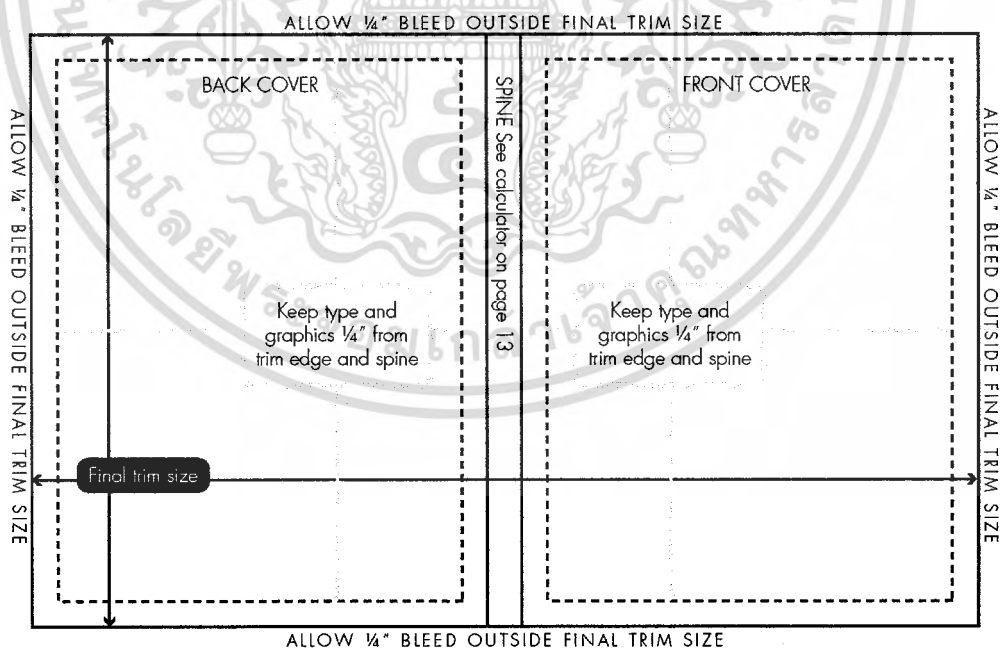 ALLOW ¼" BLEED OUTSIDE FINAL TRIM SIZE
ALLOW ¼" BLEED OUTSIDE FINAL TRIM SIZE
BACK COVER
Keep type and
graphics ¼" from
trim edge and spine
Final trim size
SPINE See calculator on page 13
FRONT COVER
Keep type and
graphics ¼" from
trim edge and spine
ALLOW ¼" BLEED OUTSIDE FINAL TRIM SIZE
ALLOW ¼" BLEED OUTSIDE FINAL TRIM SIZE